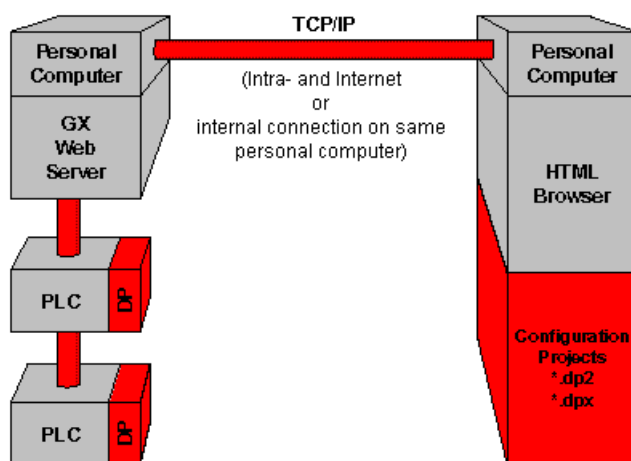 TCP/IP
Personal
Computer
(Intra- and Internet
or
internal connection on same
personal computer)
Personal
Computer
GX
Web
Server
HTML
Browser
PLC
DP
PLC
DP
Configuration
Projects
*.dp2
*.dpx